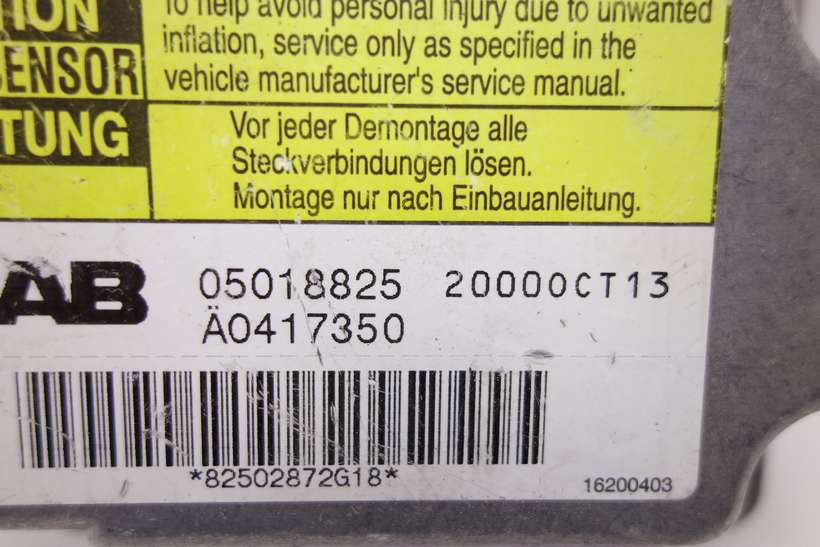 TION
To help avoid personal injury due to unwanted
inflation, service only as specified in the
SENSOR
vehicle manufacturer's service manual.
TUNG
Vor jeder Demontage alle
Steckverbindungen lösen.
Montage nur nach Einbauanleitung.
AB
05018825 20000CT13
Ä0417350
*82502872G18*
16200403